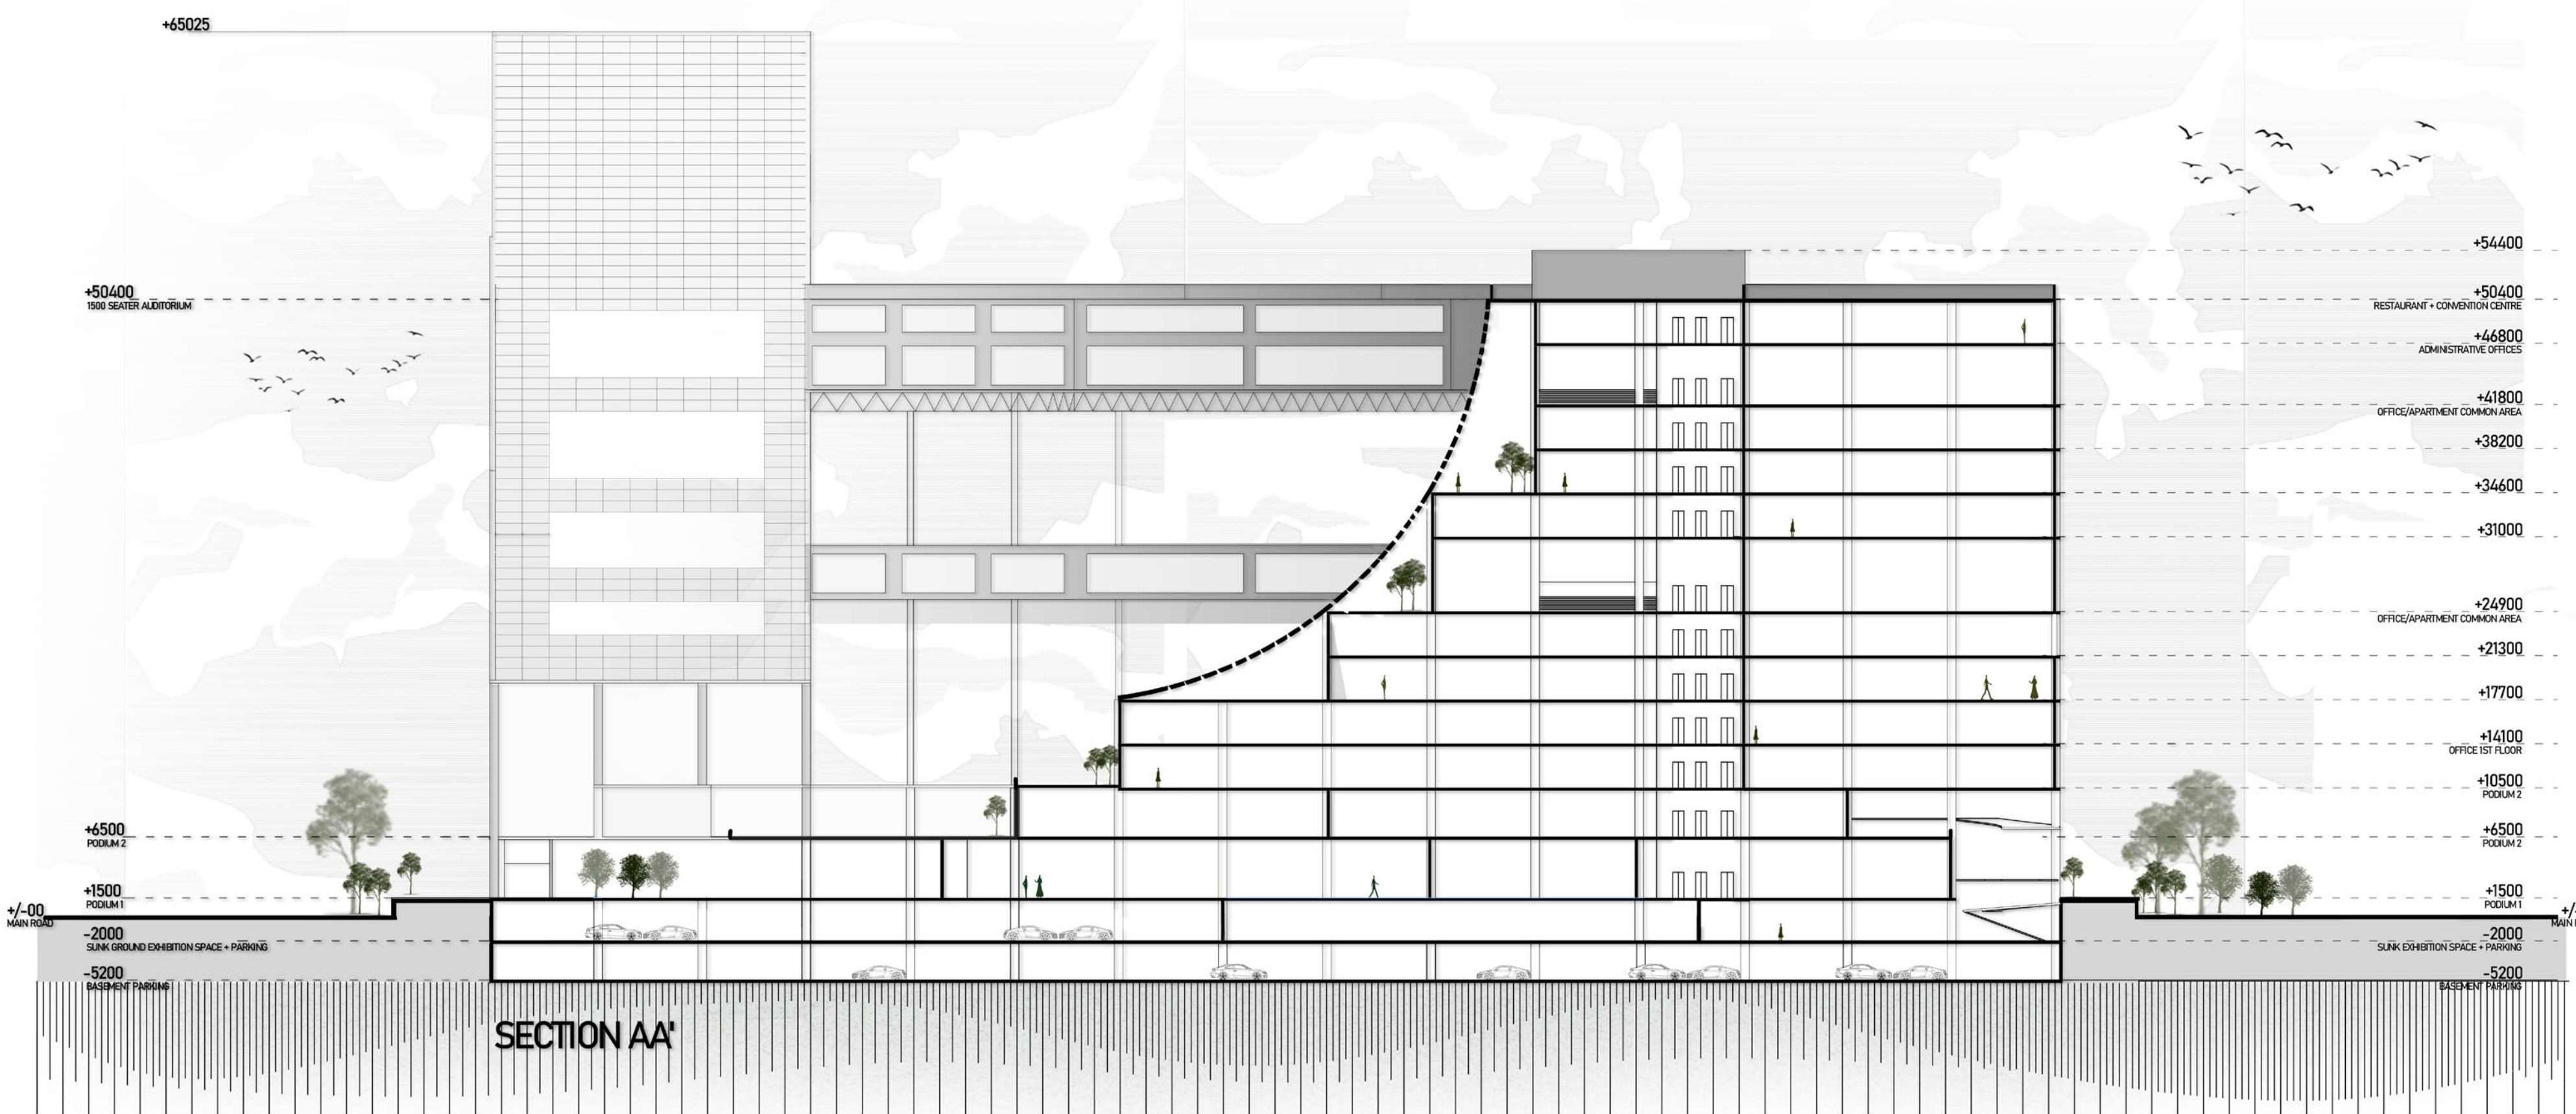 +65025
+50400
1500 SEATER AUDITORIUM
+6500
PODIUM 2
+1500
PODIUM 1
+/-00
MAIN ROAD
-2000
SUNK GROUND EXHIBITION SPACE + PARKING
-5200
BASEMENT PARKING
+54400
+50400
RESTAURANT + CONVENTION CENTRE
+46800
ADMINISTRATIVE OFFICES
+41800
OFFICE/APARTMENT COMMON AREA
+38200
+34600
+31000
+24900
OFFICE/APARTMENT COMMON AREA
+21300
+17700
+14100
OFFICE 1ST FLOOR
+10500
PODIUM 2
+6500
PODIUM 2
+1500
PODIUM 1
+/
MAIN
-2000
SUNK EXHIBITION SPACE + PARKING
-5200
BASEMENT PARKING
SECTION AA'